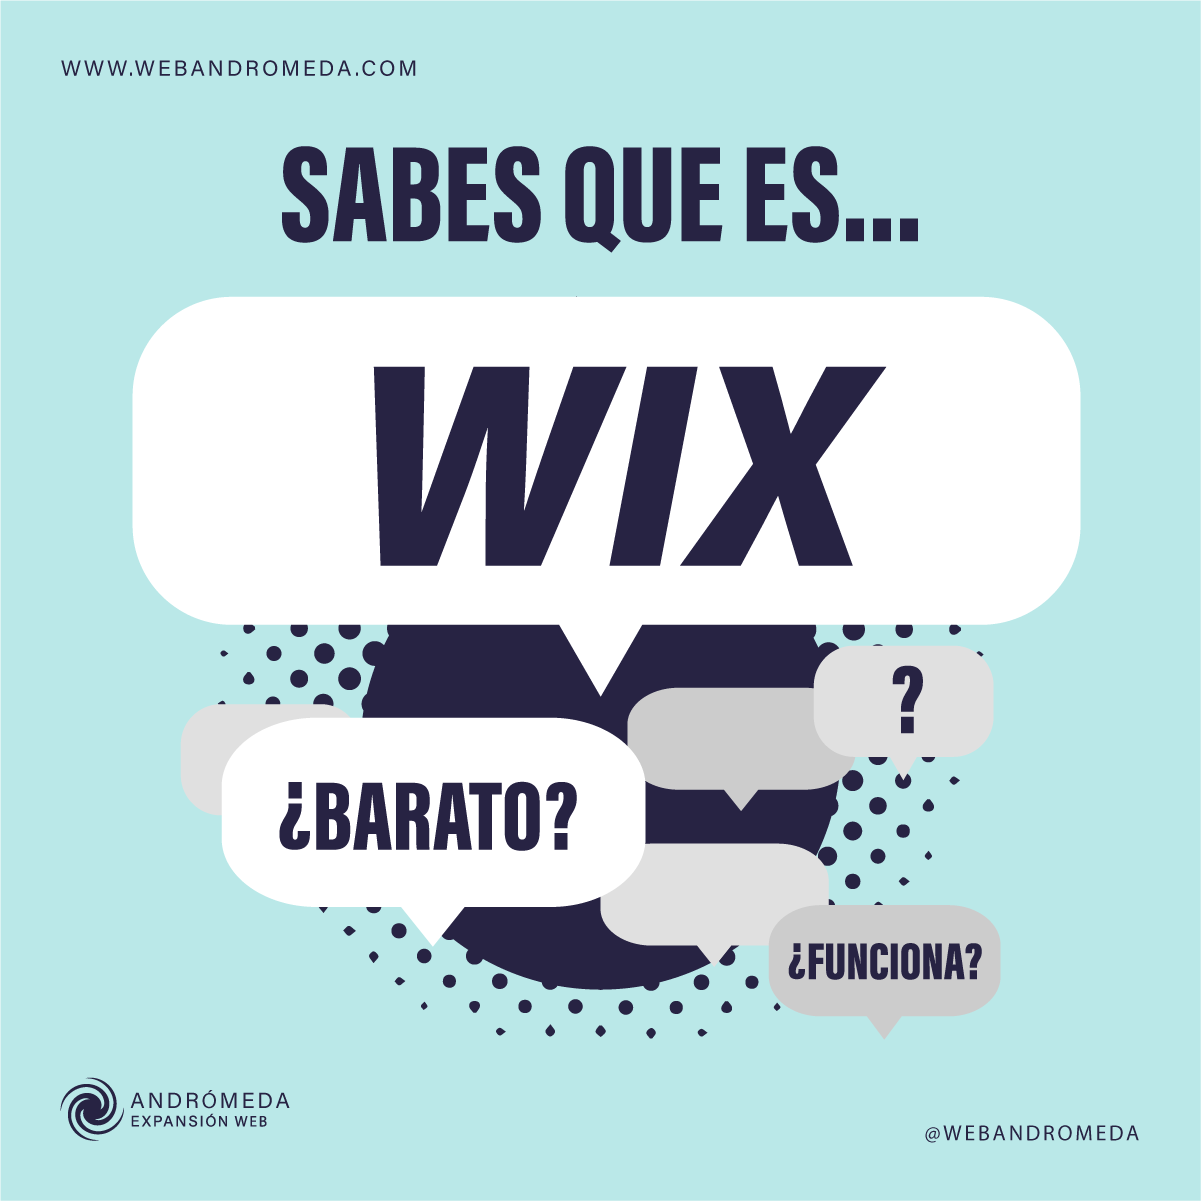 WWW.WEBANDROMEDA.COM
SABES QUE ES...
WIX
?
¿BARATO?
¿FUNCIONA?
ANDRÓMEDA
EXPANSIÓN WEB
@WEBANDROMEDA